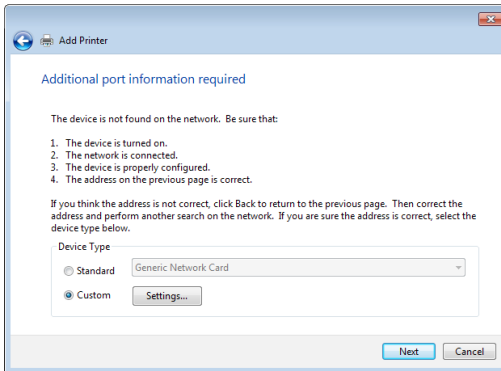 Add Printer
Additional port information required
The device is not found on the network.  Be sure that:
1.  The device is turned on.
2.  The network is connected.
3.  The device is properly configured.
4.  The address on the previous page is correct.
If you think the address is not correct, click Back to return to the previous page.  Then correct the
address and perform another search on the network.  If you are sure the address is correct, select the
device type below.
Device Type
Standard
Generic Network Card
Custom
Settings...
Next
Cancel